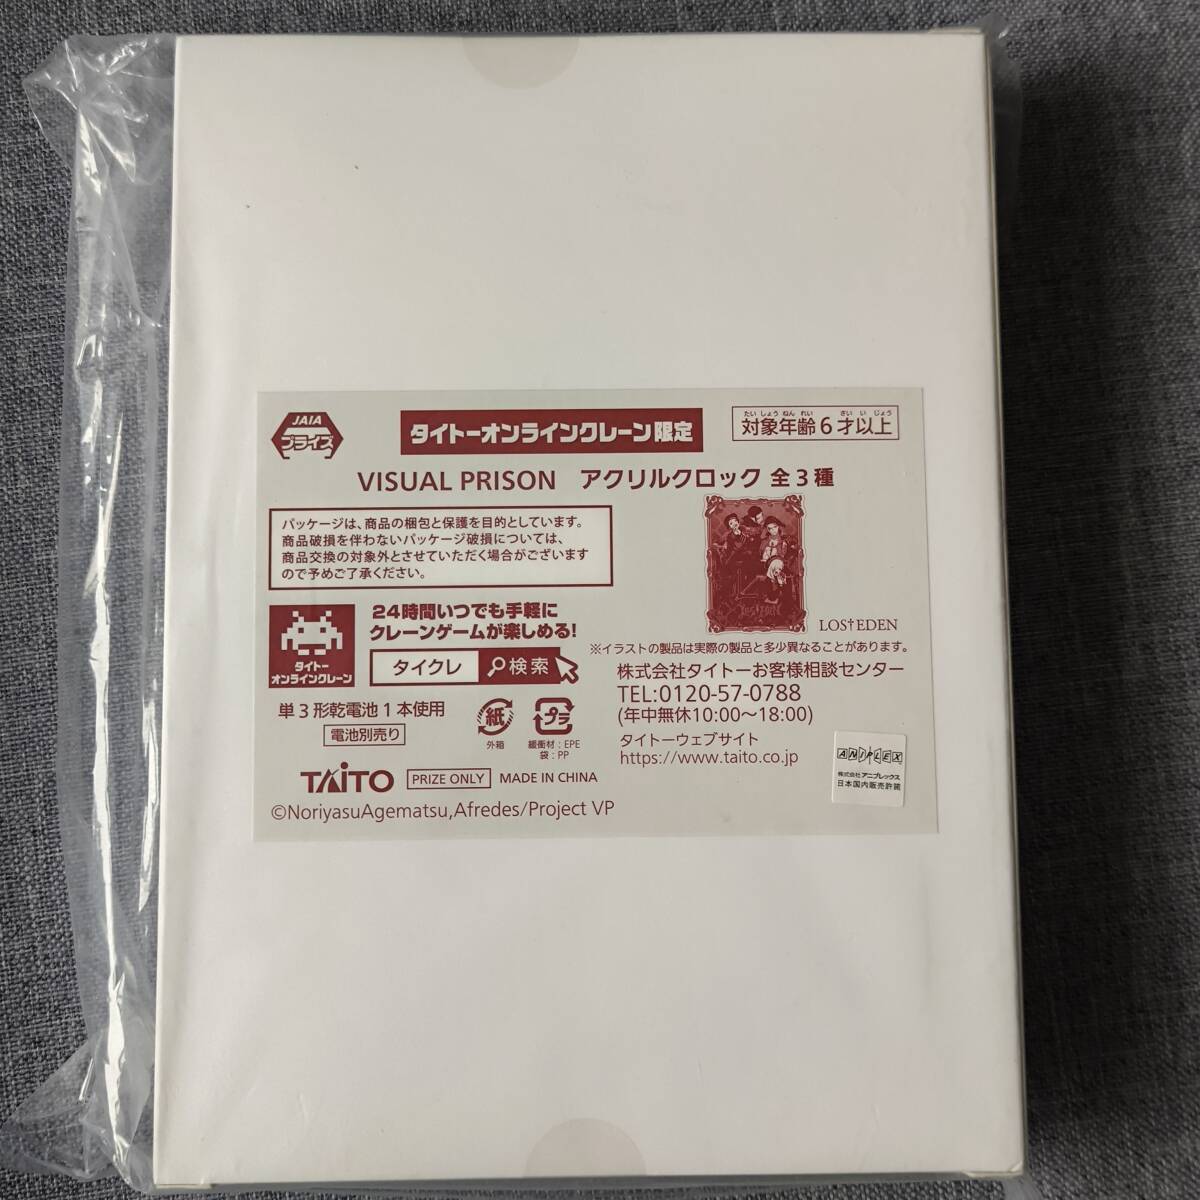 JAIA
プライズ
タイトーオンラインクレーン限定
たいしょうねんれい さいいじょう
対象年齢6才以上
VISUAL PRISON アクリルクロック 全3種
パッケージは、商品の梱包と保護を目的としています。
商品破損を伴わないパッケージ破損については、
商品交換の対象外とさせていただく場合がございます
ので予めご了承ください。
LOS†EDEN
LOS†EDEN
※イラストの製品は実際の製品と多少異なることがあります。
24時間いつでも手軽に
クレーンゲームが楽しめる!
タイトー
オンラインクレーン
タイクレ 検索
株式会社タイトーお客様相談センター
TEL:0120-57-0788
(年中無休10:00〜18:00)
タイトーウェブサイト
https://www.taito.co.jp
単3形乾電池1本使用
電池別売り
紙
外箱
プラ
緩衝材:EPE
袋:PP
TAITO PRIZE ONLY MADE IN CHINA
©NoriyasuAgematsu,Afredes/Project VP
ANIPLEX
株式会社アニプレックス
日本国内販売許諾